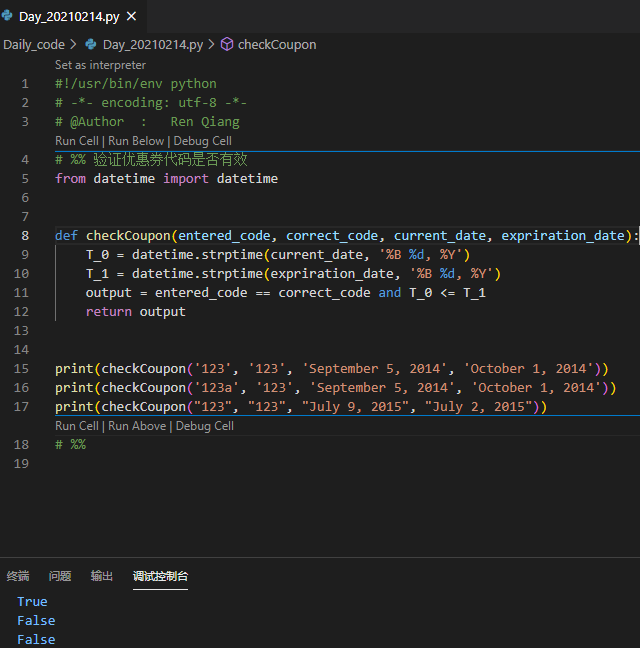 Day_20210214.py
Daily_code > Day_20210214.py > checkCoupon
Set as interpreter
1 #!/usr/bin/env python
2 # -*- encoding: utf-8 -*-
3 # @Author  :   Ren Qiang
Run Cell | Run Below | Debug Cell
4 # %% 验证优惠券代码是否有效
5 from datetime import datetime
6
7
8 def checkCoupon(entered_code, correct_code, current_date, expriration_date):
9     T_0 = datetime.strptime(current_date, '%B %d, %Y')
10     T_1 = datetime.strptime(expriration_date, '%B %d, %Y')
11     output = entered_code == correct_code and T_0 <= T_1
12     return output
13
14
15 print(checkCoupon('123', '123', 'September 5, 2014', 'October 1, 2014'))
16 print(checkCoupon('123a', '123', 'September 5, 2014', 'October 1, 2014'))
17 print(checkCoupon("123", "123", "July 9, 2015", "July 2, 2015"))
Run Cell | Run Above | Debug Cell
18 # %%
19
终端 问题 输出 调试控制台
True
False
False